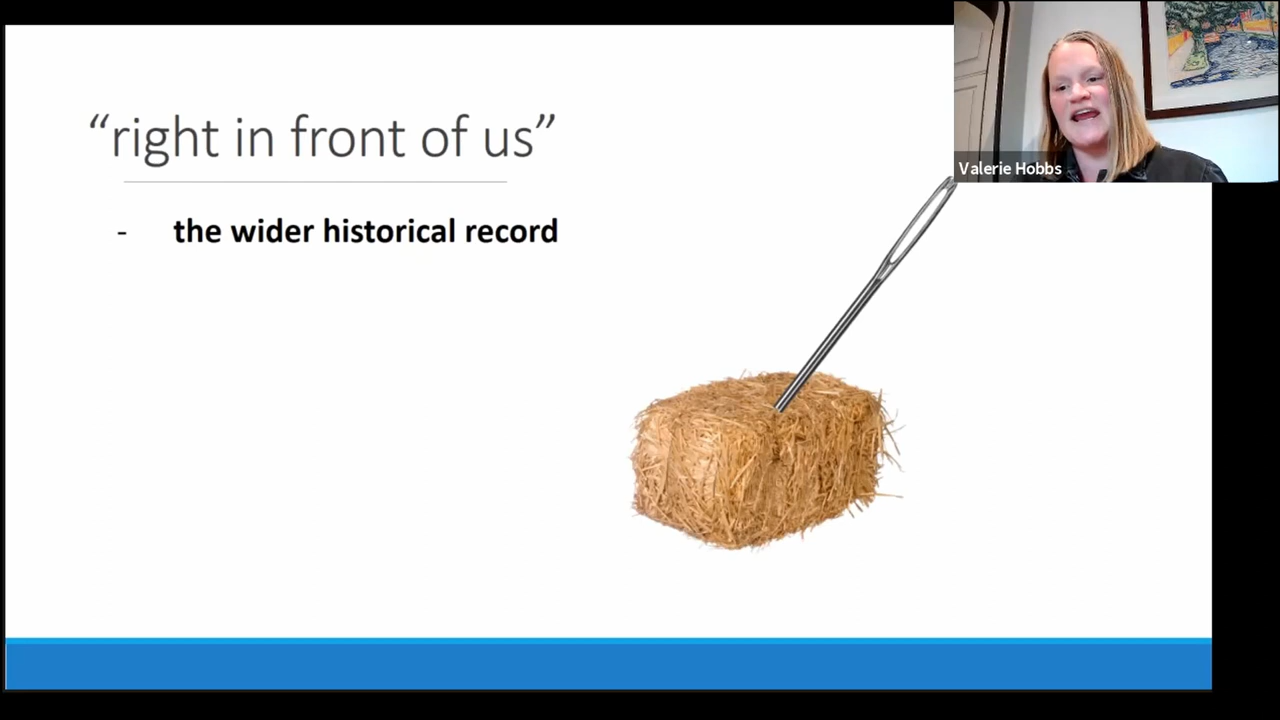 “right in front of us”
- the wider historical record
Valerie Hobbs